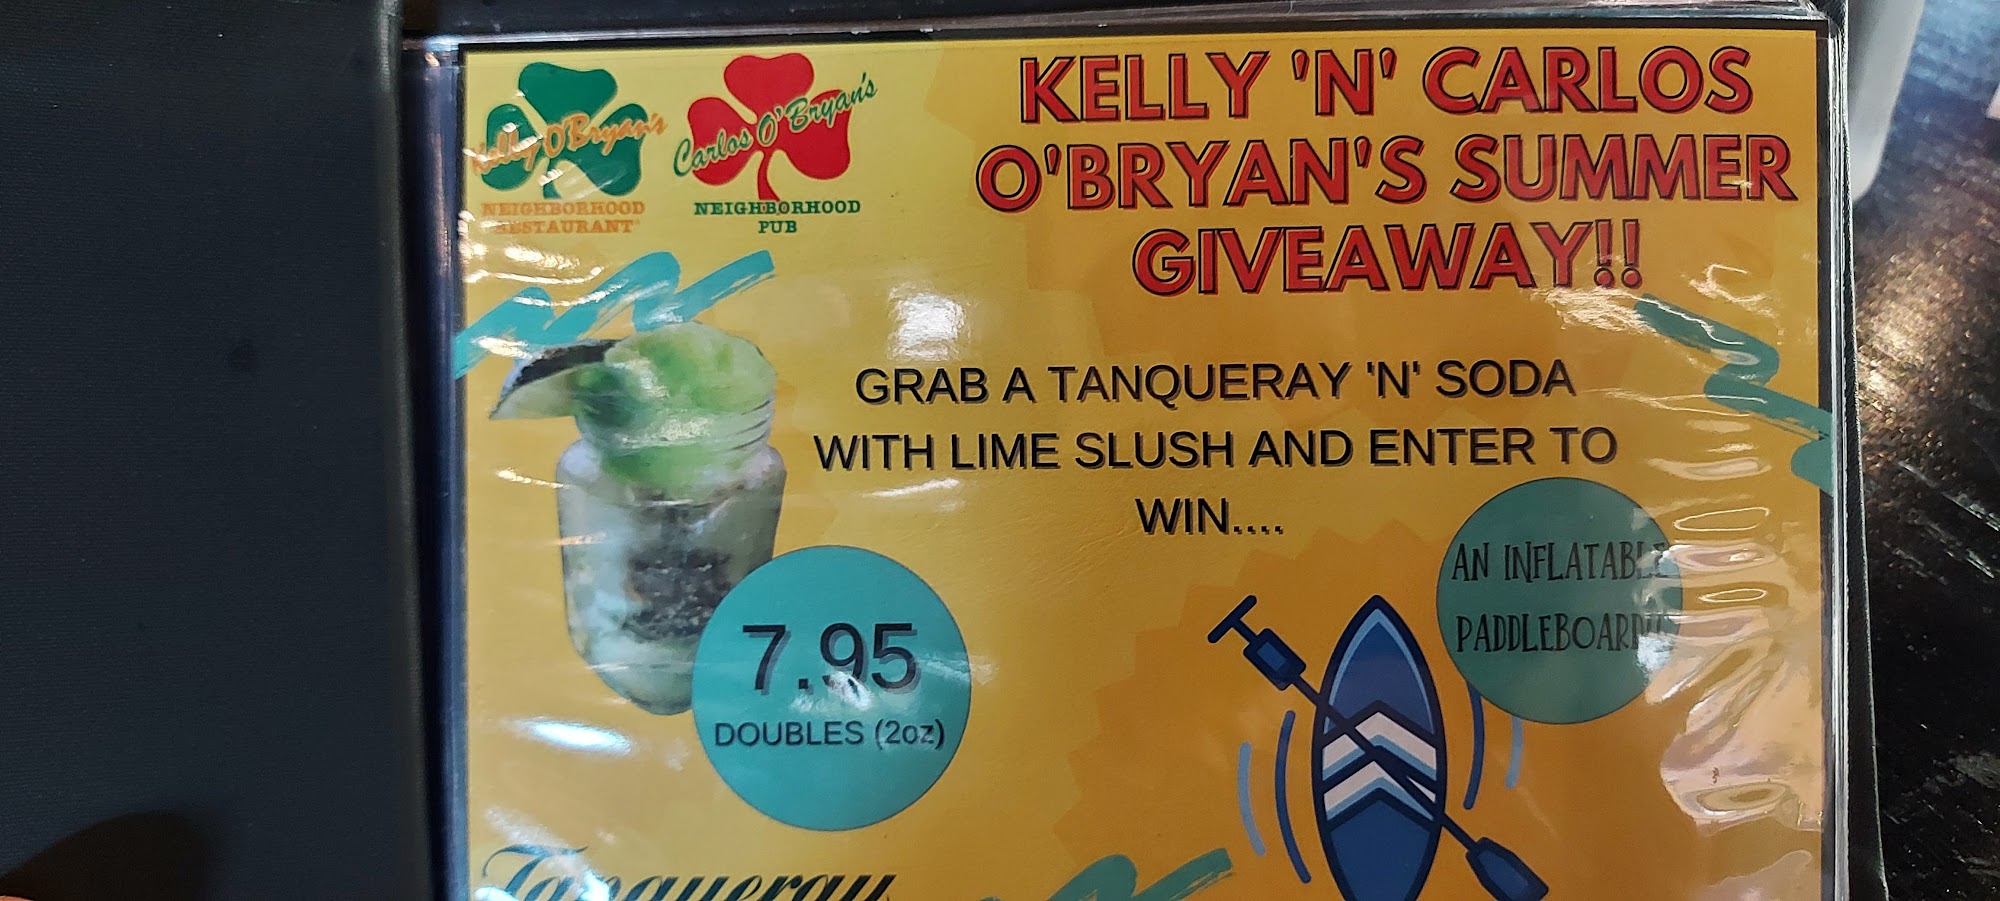 Kelly O'Bryan's
NEIGHBORHOOD
RESTAURANT
Carlos O'Bryan's
NEIGHBORHOOD
PUB
KELLY 'N' CARLOS
O'BRYAN'S SUMMER
GIVEAWAY!!
GRAB A TANQUERAY 'N' SODA
WITH LIME SLUSH AND ENTER TO
WIN....
AN INFLATABLE
PADDLEBOARD
7.95
DOUBLES (2oz)
Tanqueray